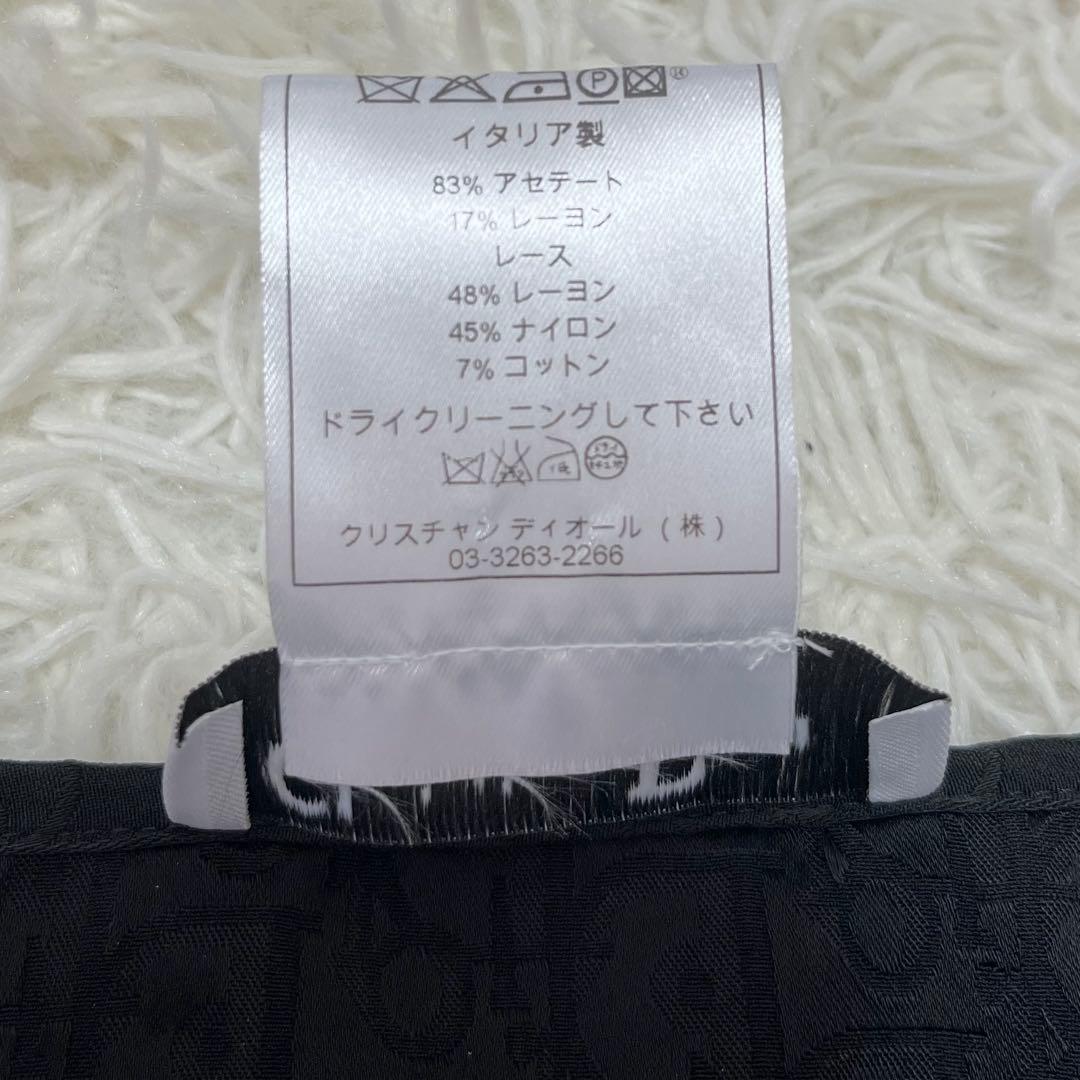 P ®
イタリア製
83% アセテート
17% レーヨン
レース
48% レーヨン
45% ナイロン
7% コットン
ドライクリーニングして下さい
クリスチャン ディオール (株)
03-3263-2266